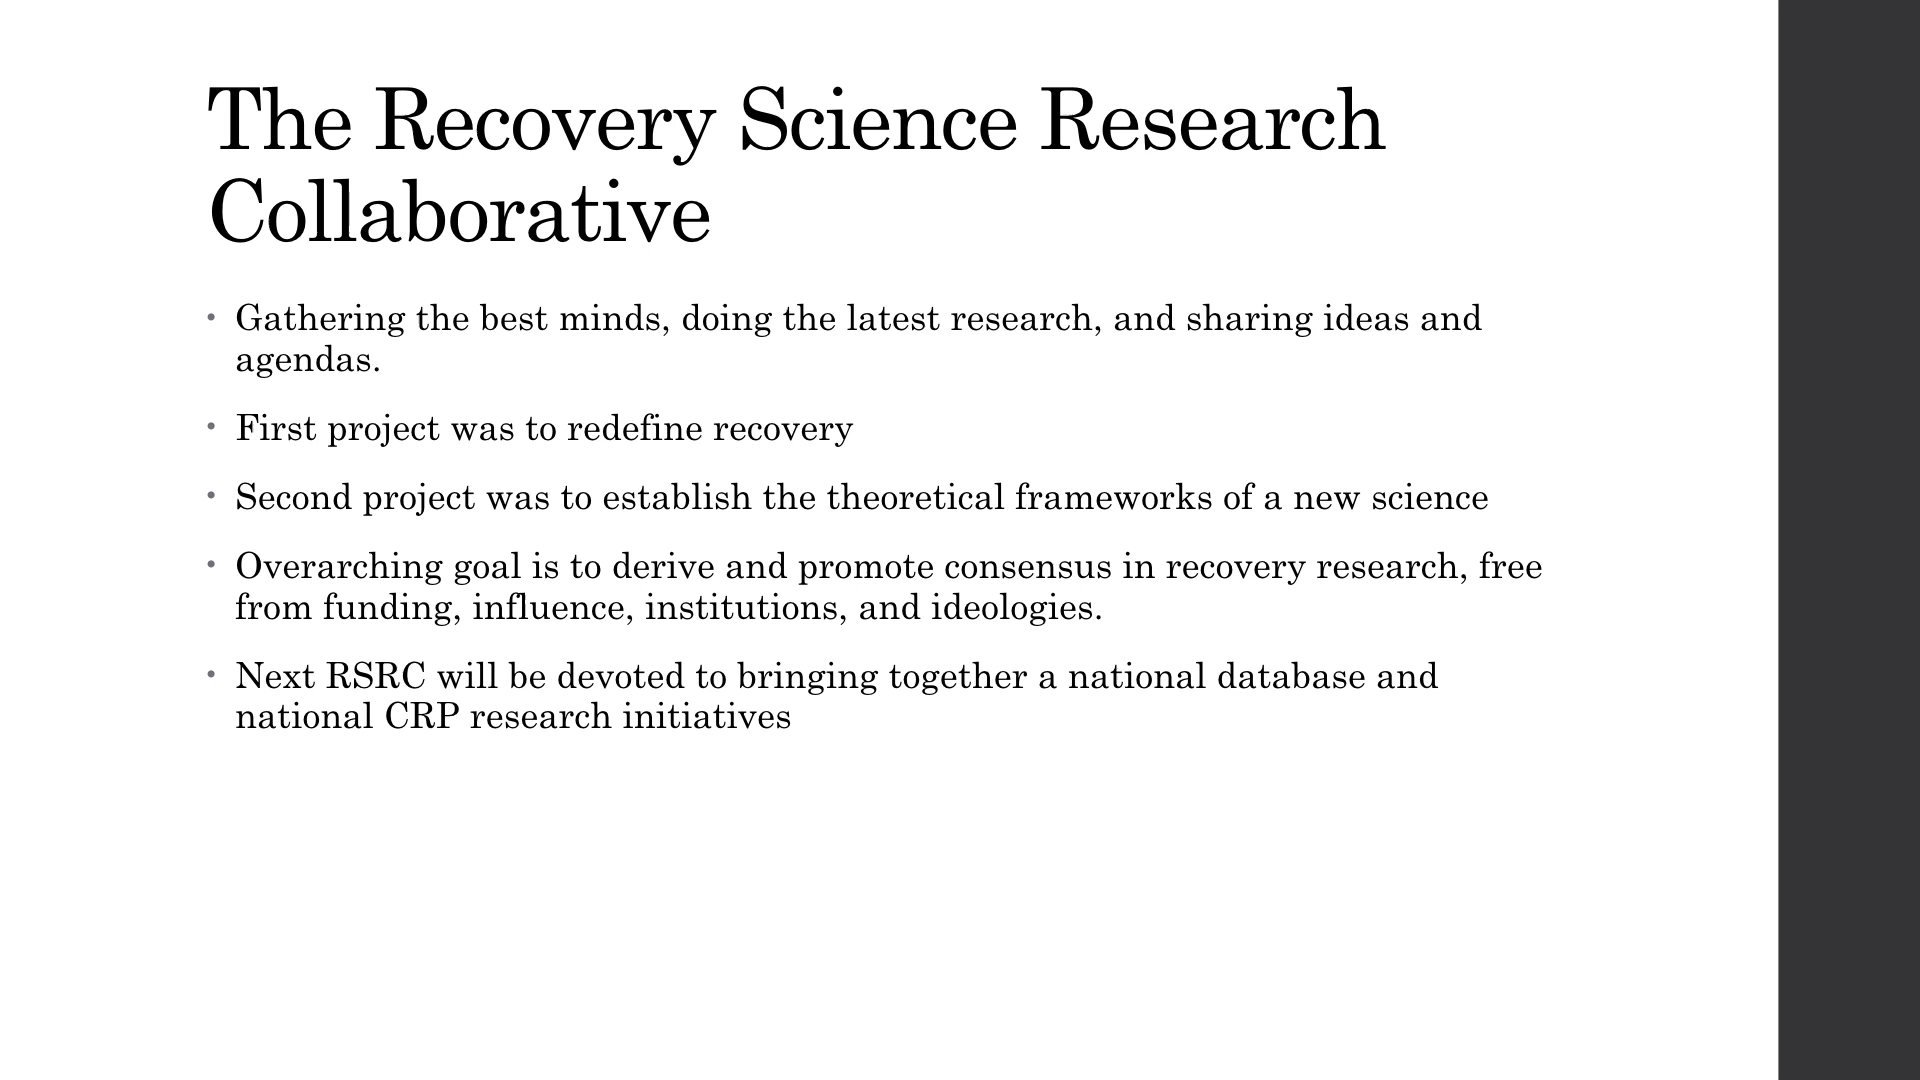 The Recovery Science Research
Collaborative
• Gathering the best minds, doing the latest research, and sharing ideas and
agendas.
• First project was to redefine recovery
• Second project was to establish the theoretical frameworks of a new science
• Overarching goal is to derive and promote consensus in recovery research, free
from funding, influence, institutions, and ideologies.
• Next RSRC will be devoted to bringing together a national database and
national CRP research initiatives